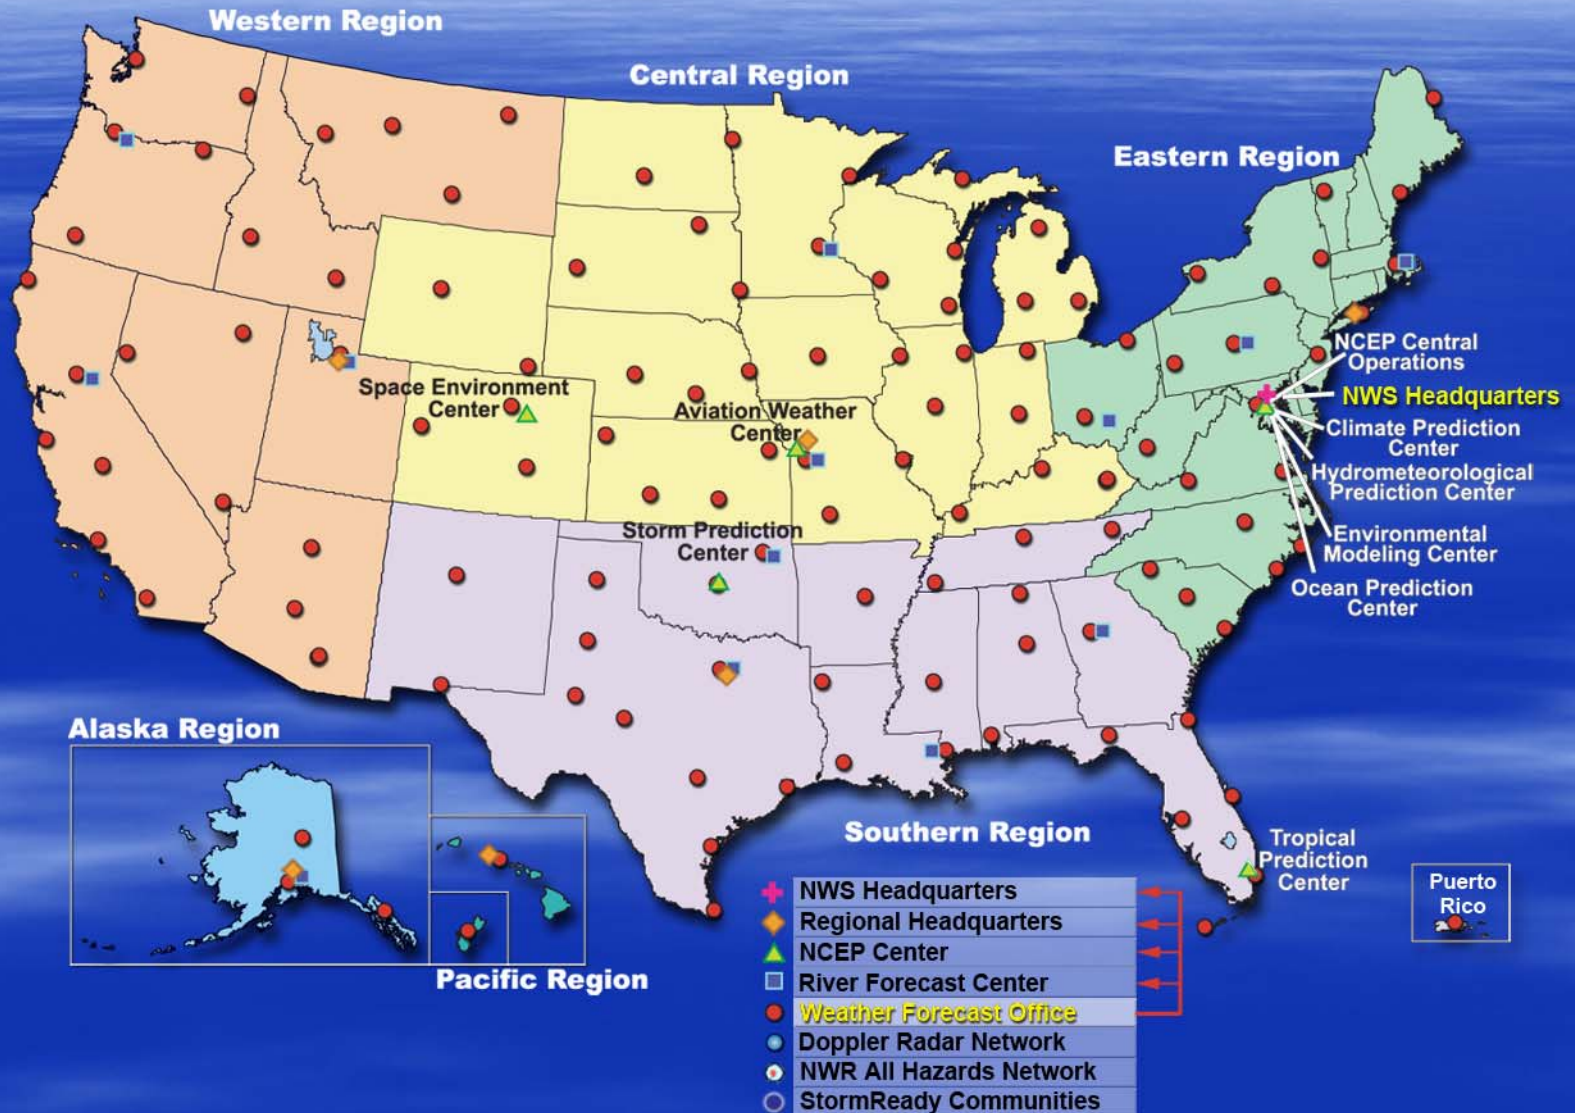 Western Region
Central Region
Eastern Region
NCEP Central
Operations
NWS Headquarters
Space Environment
Center
Aviation Weather
Center
Climate Prediction
Center
Hydrometeorological
Prediction Center
Storm Prediction
Center
Environmental
Modeling Center
Ocean Prediction
Center
Alaska Region
Southern Region
Tropical
Prediction
Center
Puerto
Rico
Pacific Region
NWS Headquarters
Regional Headquarters
NCEP Center
River Forecast Center
Weather Forecast Office
Doppler Radar Network
NWR All Hazards Network
StormReady Communities